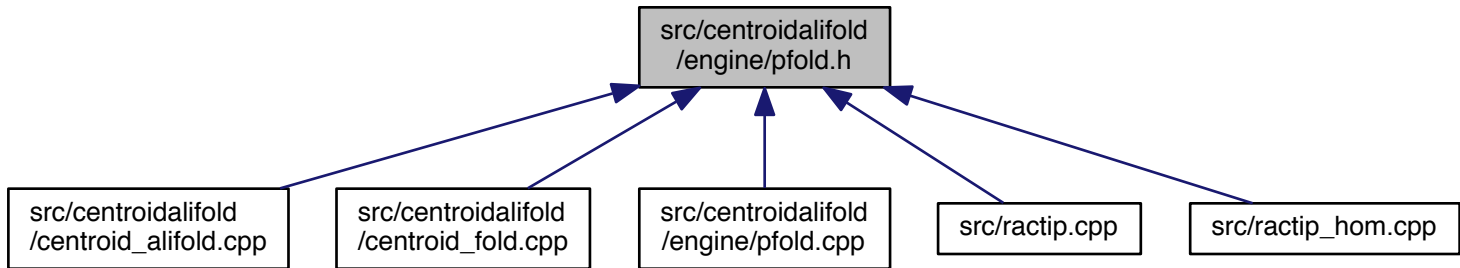 src/centroidalifold
/engine/pfold.h
src/centroidalifold
/centroid_alifold.cpp
src/centroidalifold
/centroid_fold.cpp
src/centroidalifold
/engine/pfold.cpp
src/ractip.cpp
src/ractip_hom.cpp